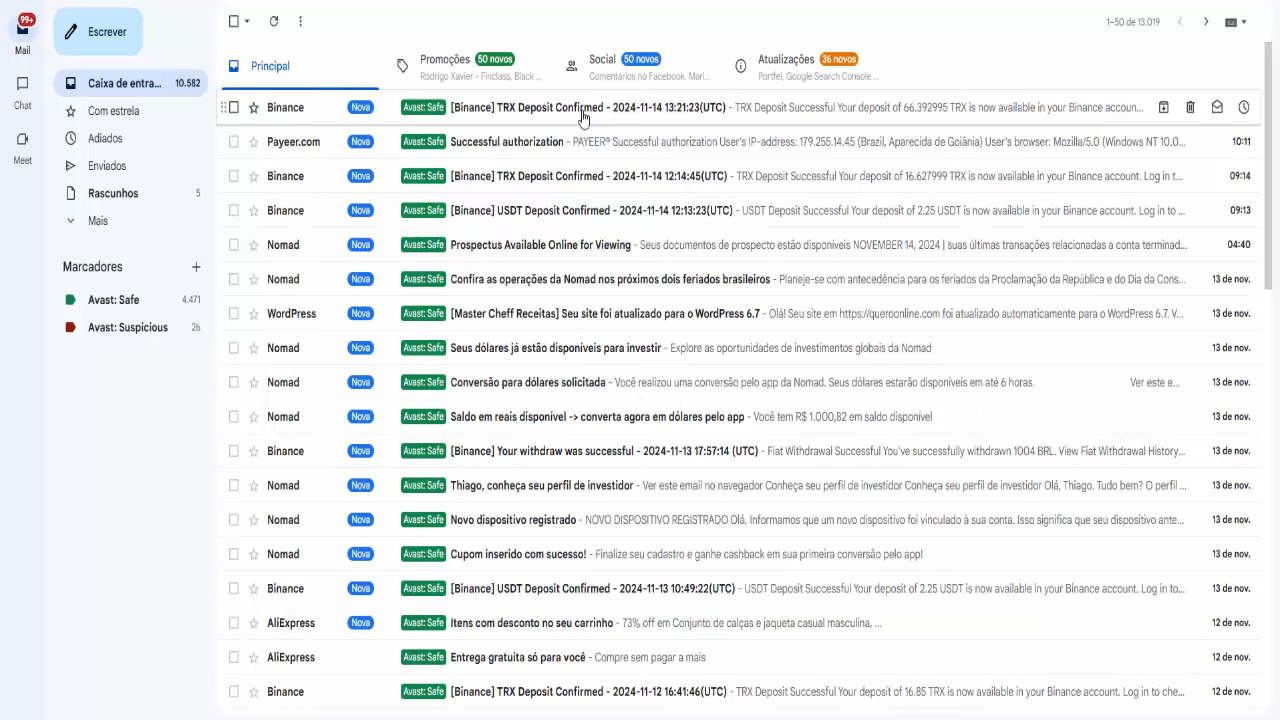 99+
Mail
Chat
Meet
Escrever
Caixa de entra... 10.582
Com estrela
Adiados
Enviados
Rascunhos 5
Mais
Marcadores +
Avast: Safe 4.471
Avast: Suspicious 26
1–50 de 13.019
Principal
Promoções 50 novos
Rodrigo Xavier - Finclass, Black ...
Social 50 novos
Comentários no Facebook, Mari...
Atualizações 36 novos
Portfel, Google Search Console ...
Binance Nova Avast: Safe [Binance] TRX Deposit Confirmed - 2024-11-14 13:21:23(UTC) - TRX Deposit Successful Your deposit of 66.392995 TRX is now available in your Binance accoun...
Payeer.com Nova Avast: Safe Successful authorization - PAYEER® Successful authorization User's IP-address: 179.255.14.45 (Brazil, Aparecida de Goiânia) User's browser: Mozilla/5.0 (Windows NT 10.0... 10:11
Binance Nova Avast: Safe [Binance] TRX Deposit Confirmed - 2024-11-14 12:14:45(UTC) - TRX Deposit Successful Your deposit of 16.627999 TRX is now available in your Binance account. Log in t... 09:14
Binance Nova Avast: Safe [Binance] USDT Deposit Confirmed - 2024-11-14 12:13:23(UTC) - USDT Deposit Successful Your deposit of 2.25 USDT is now available in your Binance account. Log in to ... 09:13
Nomad Nova Avast: Safe Prospectus Available Online for Viewing - Seus documentos de prospecto estão disponíveis NOVEMBER 14, 2024 | suas últimas transações relacionadas a conta terminad... 04:40
Nomad Nova Avast: Safe Confira as operações da Nomad nos próximos dois feriados brasileiros - Planeje-se com antecedência para os feriados da Proclamação da República e do Dia da Cons... 13 de nov.
WordPress Nova Avast: Safe [Master Cheff Receitas] Seu site foi atualizado para o WordPress 6.7 - Olá! Seu site em https://queroonline.com foi atualizado automaticamente para o WordPress 6.7. V... 13 de nov.
Nomad Nova Avast: Safe Seus dólares já estão disponíveis para investir - Explore as oportunidades de investimentos globais da Nomad 13 de nov.
Nomad Nova Avast: Safe Conversão para dólares solicitada - Você realizou uma conversão pelo app da Nomad. Seus dólares estarão disponíveis em até 6 horas. Ver este e... 13 de nov.
Nomad Nova Avast: Safe Saldo em reais disponível -> converta agora em dólares pelo app - Você tem R$ 1.000,82 em saldo disponível 13 de nov.
Binance Nova Avast: Safe [Binance] Your withdraw was successful - 2024-11-13 17:57:14 (UTC) - Fiat Withdrawal Successful You've successfully withdrawn 1004 BRL. View Fiat Withdrawal History... 13 de nov.
Nomad Nova Avast: Safe Thiago, conheça seu perfil de investidor - Ver este email no navegador Conheça seu perfil de investidor Conheça seu perfil de investidor Olá, Thiago. Tudo bem? O perfil ... 13 de nov.
Nomad Nova Avast: Safe Novo dispositivo registrado - NOVO DISPOSITIVO REGISTRADO Olá, Informamos que um novo dispositivo foi vinculado à sua conta. Isso significa que seu dispositivo ante... 13 de nov.
Nomad Nova Avast: Safe Cupom inserido com sucesso! - Finalize seu cadastro e ganhe cashback em sua primeira conversão pelo app! 13 de nov.
Binance Nova Avast: Safe [Binance] USDT Deposit Confirmed - 2024-11-13 10:49:22(UTC) - USDT Deposit Successful Your deposit of 2.25 USDT is now available in your Binance account. Log in to... 13 de nov.
AliExpress Nova Avast: Safe Itens com desconto no seu carrinho - 73% off em Conjunto de calças e jaqueta casual masculina, ... 12 de nov.
AliExpress Avast: Safe Entrega gratuita só para você - Compre sem pagar a mais 12 de nov.
Binance Avast: Safe [Binance] TRX Deposit Confirmed - 2024-11-12 16:41:46(UTC) - TRX Deposit Successful Your deposit of 16.85 TRX is now available in your Binance account. Log in to che... 12 de nov.